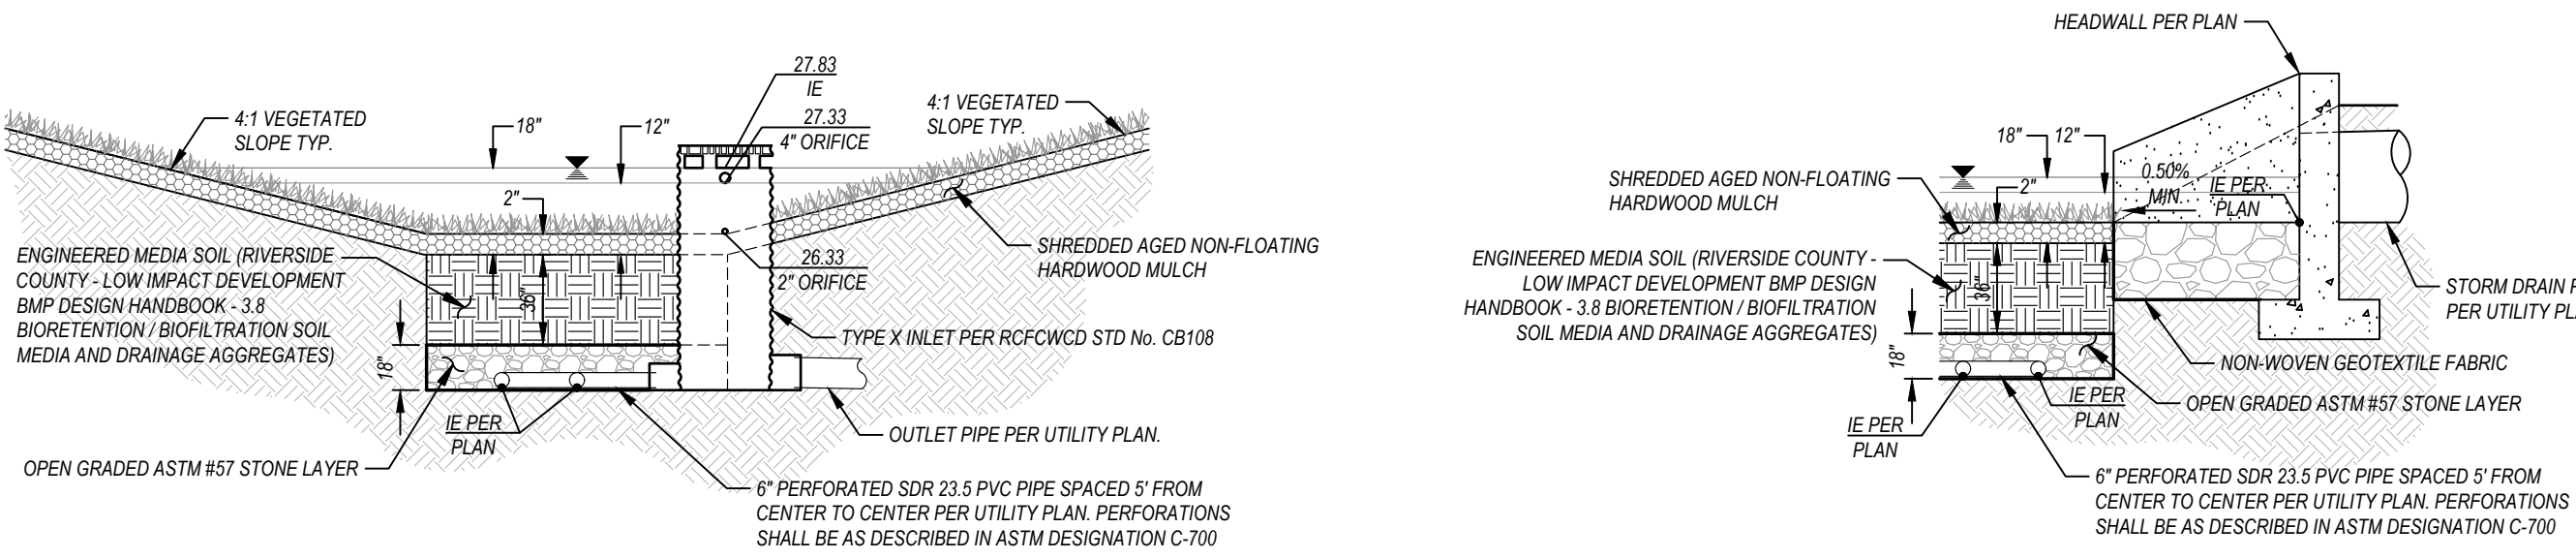 27.83
IE
27.33
4" ORIFICE
4:1 VEGETATED
SLOPE TYP.
18"
12"
4:1 VEGETATED
SLOPE TYP.
2"
ENGINEERED MEDIA SOIL (RIVERSIDE
COUNTY - LOW IMPACT DEVELOPMENT
BMP DESIGN HANDBOOK - 3.8
BIORETENTION / BIOFILTRATION SOIL
MEDIA AND DRAINAGE AGGREGATES)
36"
26.33
2" ORIFICE
SHREDDED AGED NON-FLOATING
HARDWOOD MULCH
TYPE X INLET PER RCFCWCD STD No. CB108
18"
IE PER
PLAN
OUTLET PIPE PER UTILITY PLAN.
OPEN GRADED ASTM #57 STONE LAYER
6" PERFORATED SDR 23.5 PVC PIPE SPACED 5' FROM
CENTER TO CENTER PER UTILITY PLAN. PERFORATIONS
SHALL BE AS DESCRIBED IN ASTM DESIGNATION C-700
HEADWALL PER PLAN
18"
12"
SHREDDED AGED NON-FLOATING
HARDWOOD MULCH
2"
0.50%
MIN.
IE PER
PLAN
ENGINEERED MEDIA SOIL (RIVERSIDE COUNTY -
LOW IMPACT DEVELOPMENT BMP DESIGN
HANDBOOK - 3.8 BIORETENTION / BIOFILTRATION
SOIL MEDIA AND DRAINAGE AGGREGATES)
36"
STORM DRAIN
PER UTILITY
18"
NON-WOVEN GEOTEXTILE FABRIC
IE PER
PLAN
OPEN GRADED ASTM #57 STONE LAYER
IE PER
PLAN
6" PERFORATED SDR 23.5 PVC PIPE SPACED 5' FROM
CENTER TO CENTER PER UTILITY PLAN. PERFORATIONS
SHALL BE AS DESCRIBED IN ASTM DESIGNATION C-700